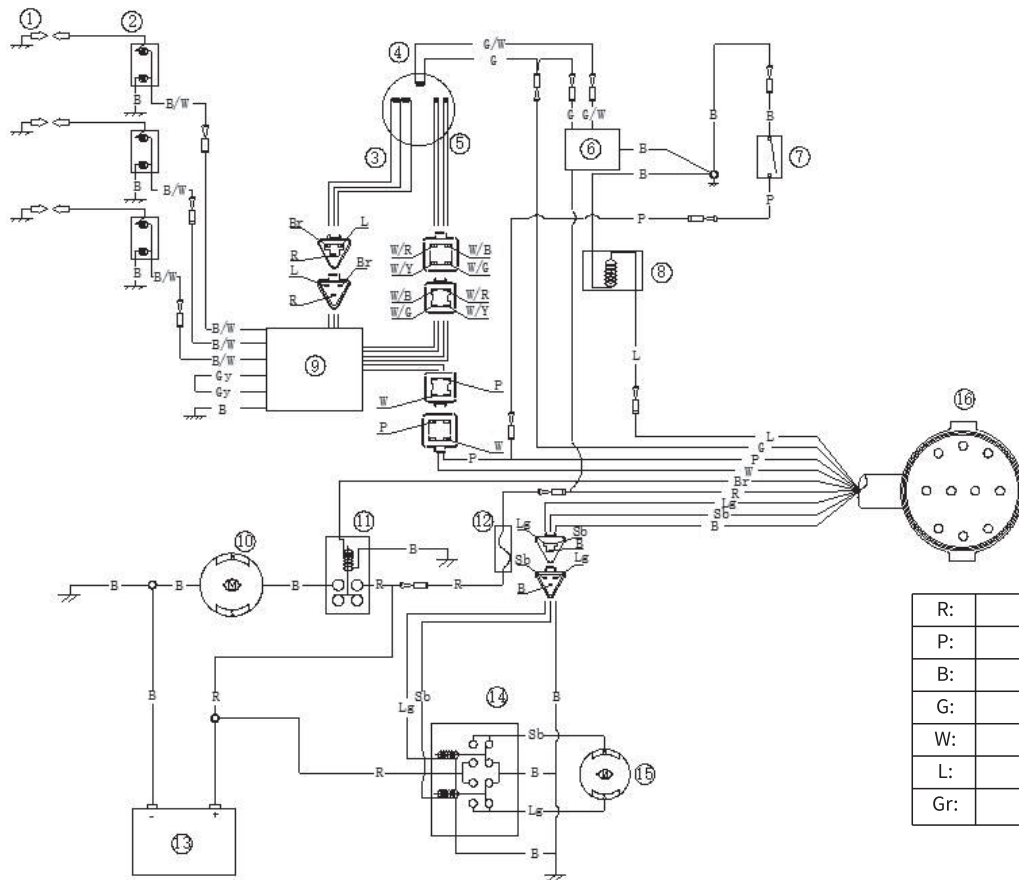 ①
②
④
G/W
G
B
B/W
③
⑤
G
G/W
⑥
B
B
B
B
⑦
P
P
B
B/W
Br
L
R
L
Br
R
W/R
W/B
W/Y
W/G
W/B
W/R
W/G
W/Y
⑧
B
B/W
B/W
B/W
B/W
Gy
Gy
B
⑨
L
W
P
P
W
P
⑯
L
G
P
W
Br
R
Lg
Sb
B
⑩
⑪
⑫
B
B
B
B
R
R
Lg
Sb
B
Sb
Lg
B
B
R
Sb
Lg
B
⑭
Sb
R
B
Lg
B
⑮
M
M
- +
⑬
R:
P:
B:
G:
W:
L:
Gr: